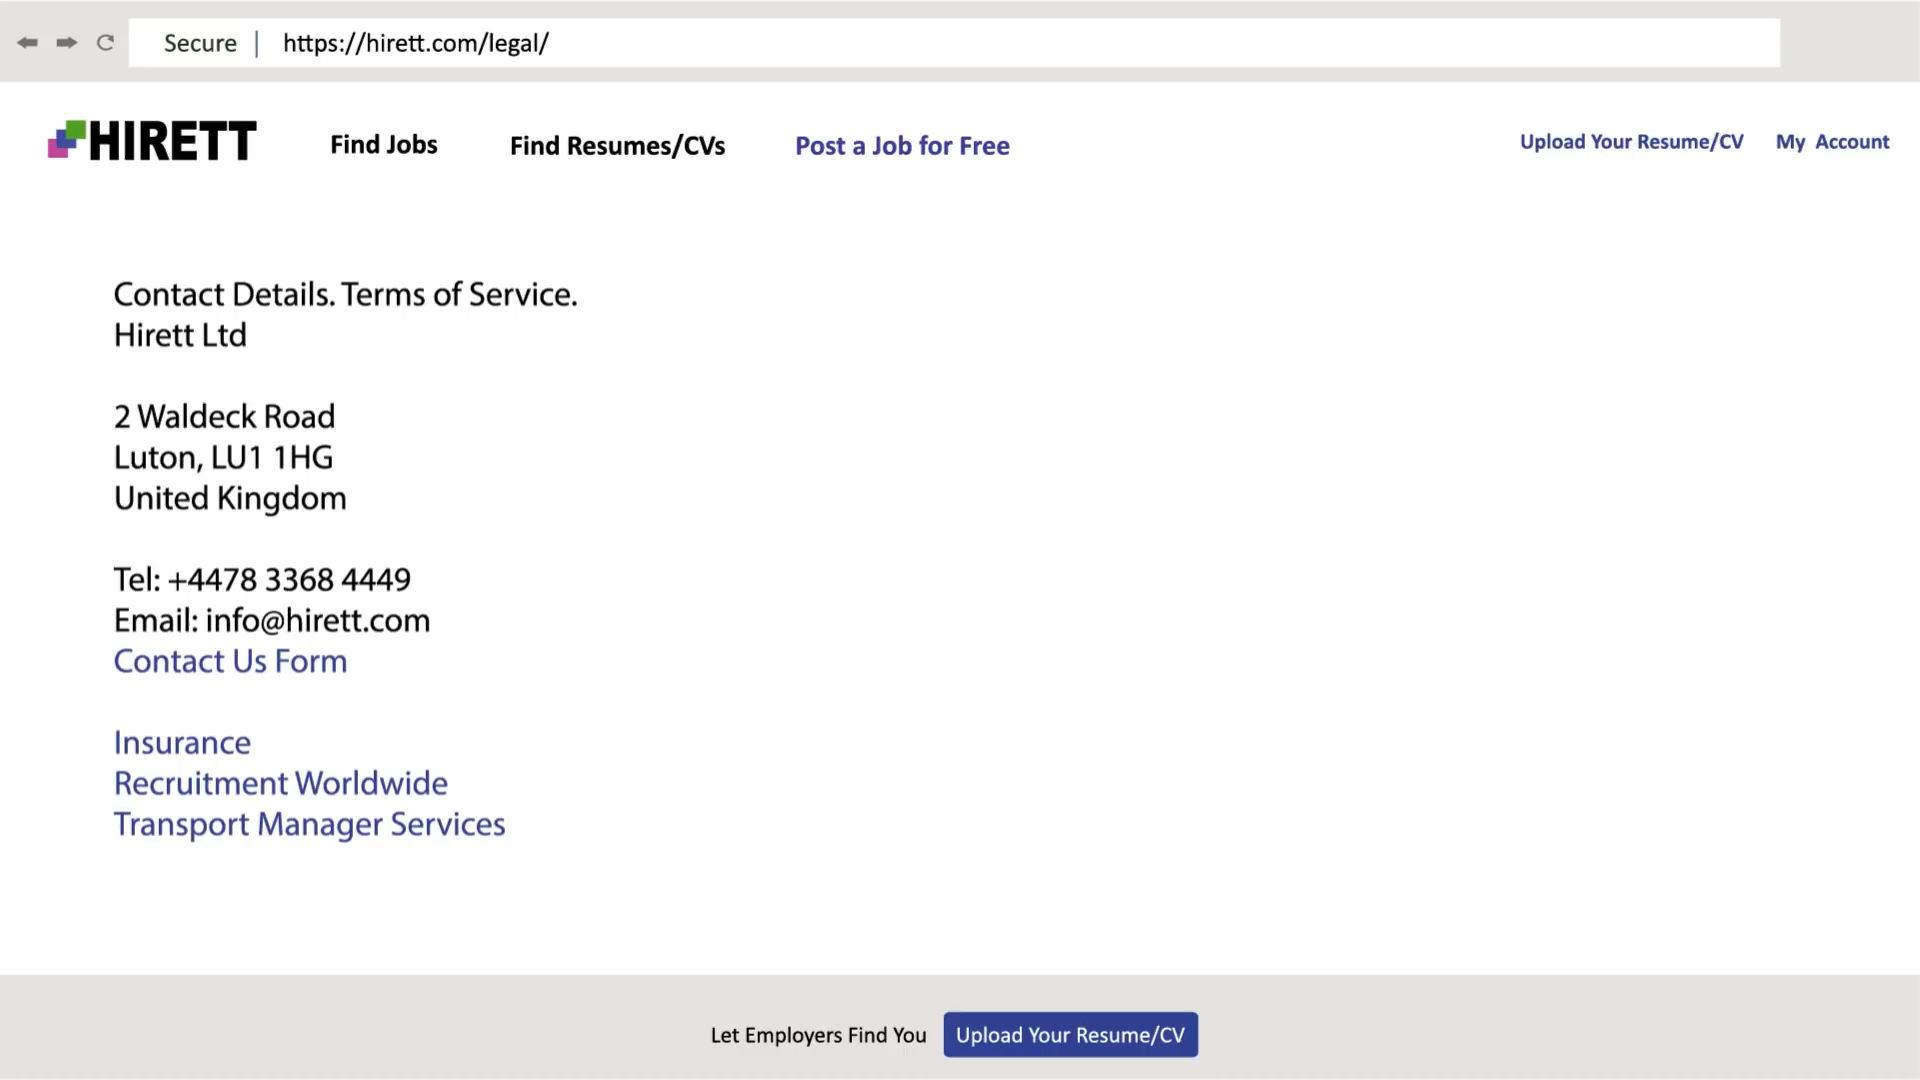 Secure | https://hirett.com/legal/
HIRETT
Find Jobs
Find Resumes/CVs
Post a Job for Free
Upload Your Resume/CV
My Account
Contact Details. Terms of Service.
Hirett Ltd
2 Waldeck Road
Luton, LU1 1HG
United Kingdom
Tel: +4478 3368 4449
Email: info@hirett.com
Contact Us Form
Insurance
Recruitment Worldwide
Transport Manager Services
Let Employers Find You
Upload Your Resume/CV